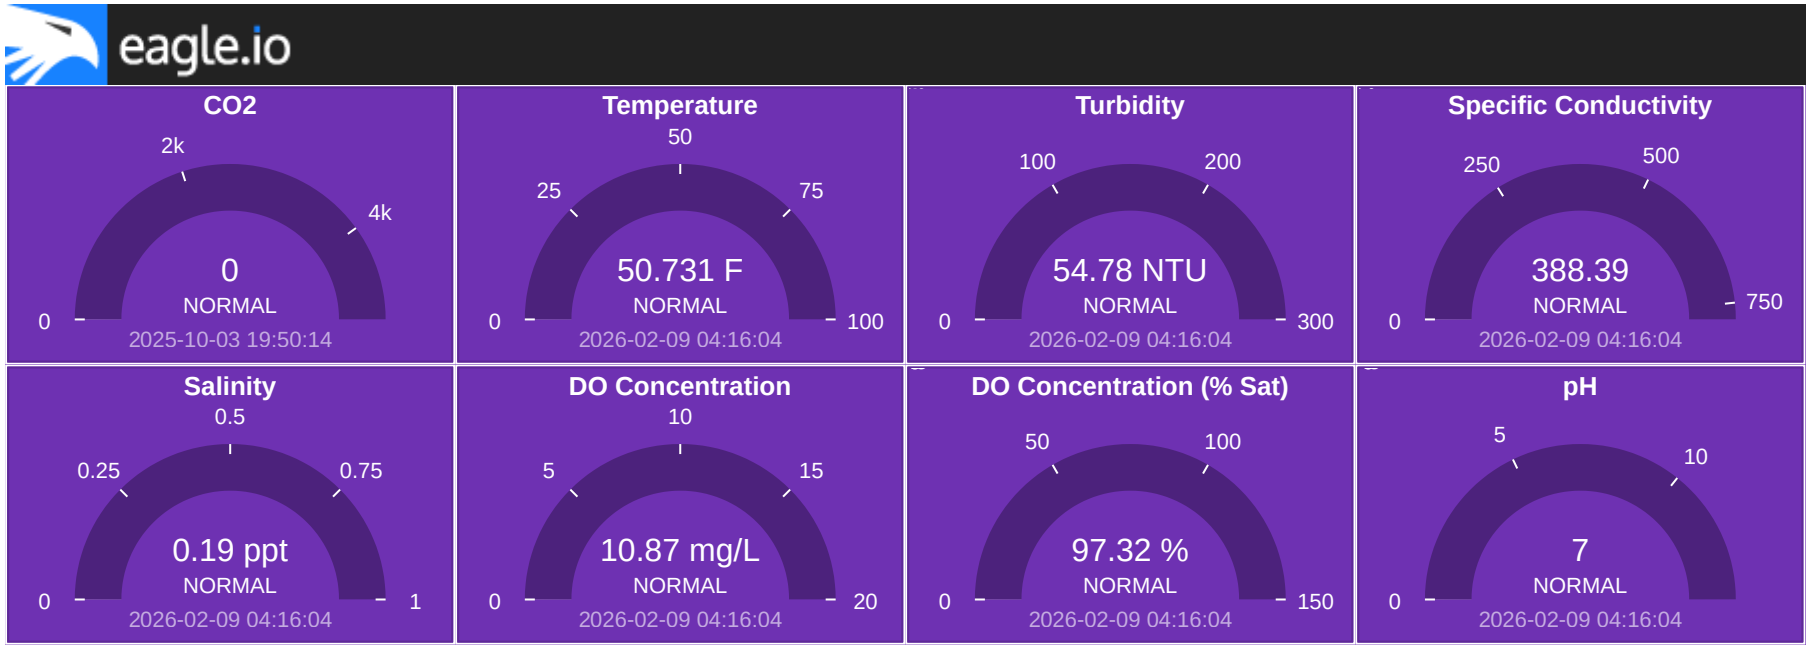 eagle.io
CO2
2k
4k
0
0
NORMAL
2025-10-03 19:50:14
Temperature
50
25
75
50.731 F
NORMAL
0
100
2026-02-09 04:16:04
Turbidity
100
200
54.78 NTU
NORMAL
0
300
2026-02-09 04:16:04
Specific Conductivity
250
500
388.39
NORMAL
750
0
2026-02-09 04:16:04
Salinity
0.5
0.25
0.75
0.19 ppt
NORMAL
0
1
2026-02-09 04:16:04
DO Concentration
10
5
15
10.87 mg/L
NORMAL
0
20
2026-02-09 04:16:04
DO Concentration (% Sat)
50
100
97.32 %
NORMAL
0
150
2026-02-09 04:16:04
pH
5
10
7
NORMAL
0
2026-02-09 04:16:04